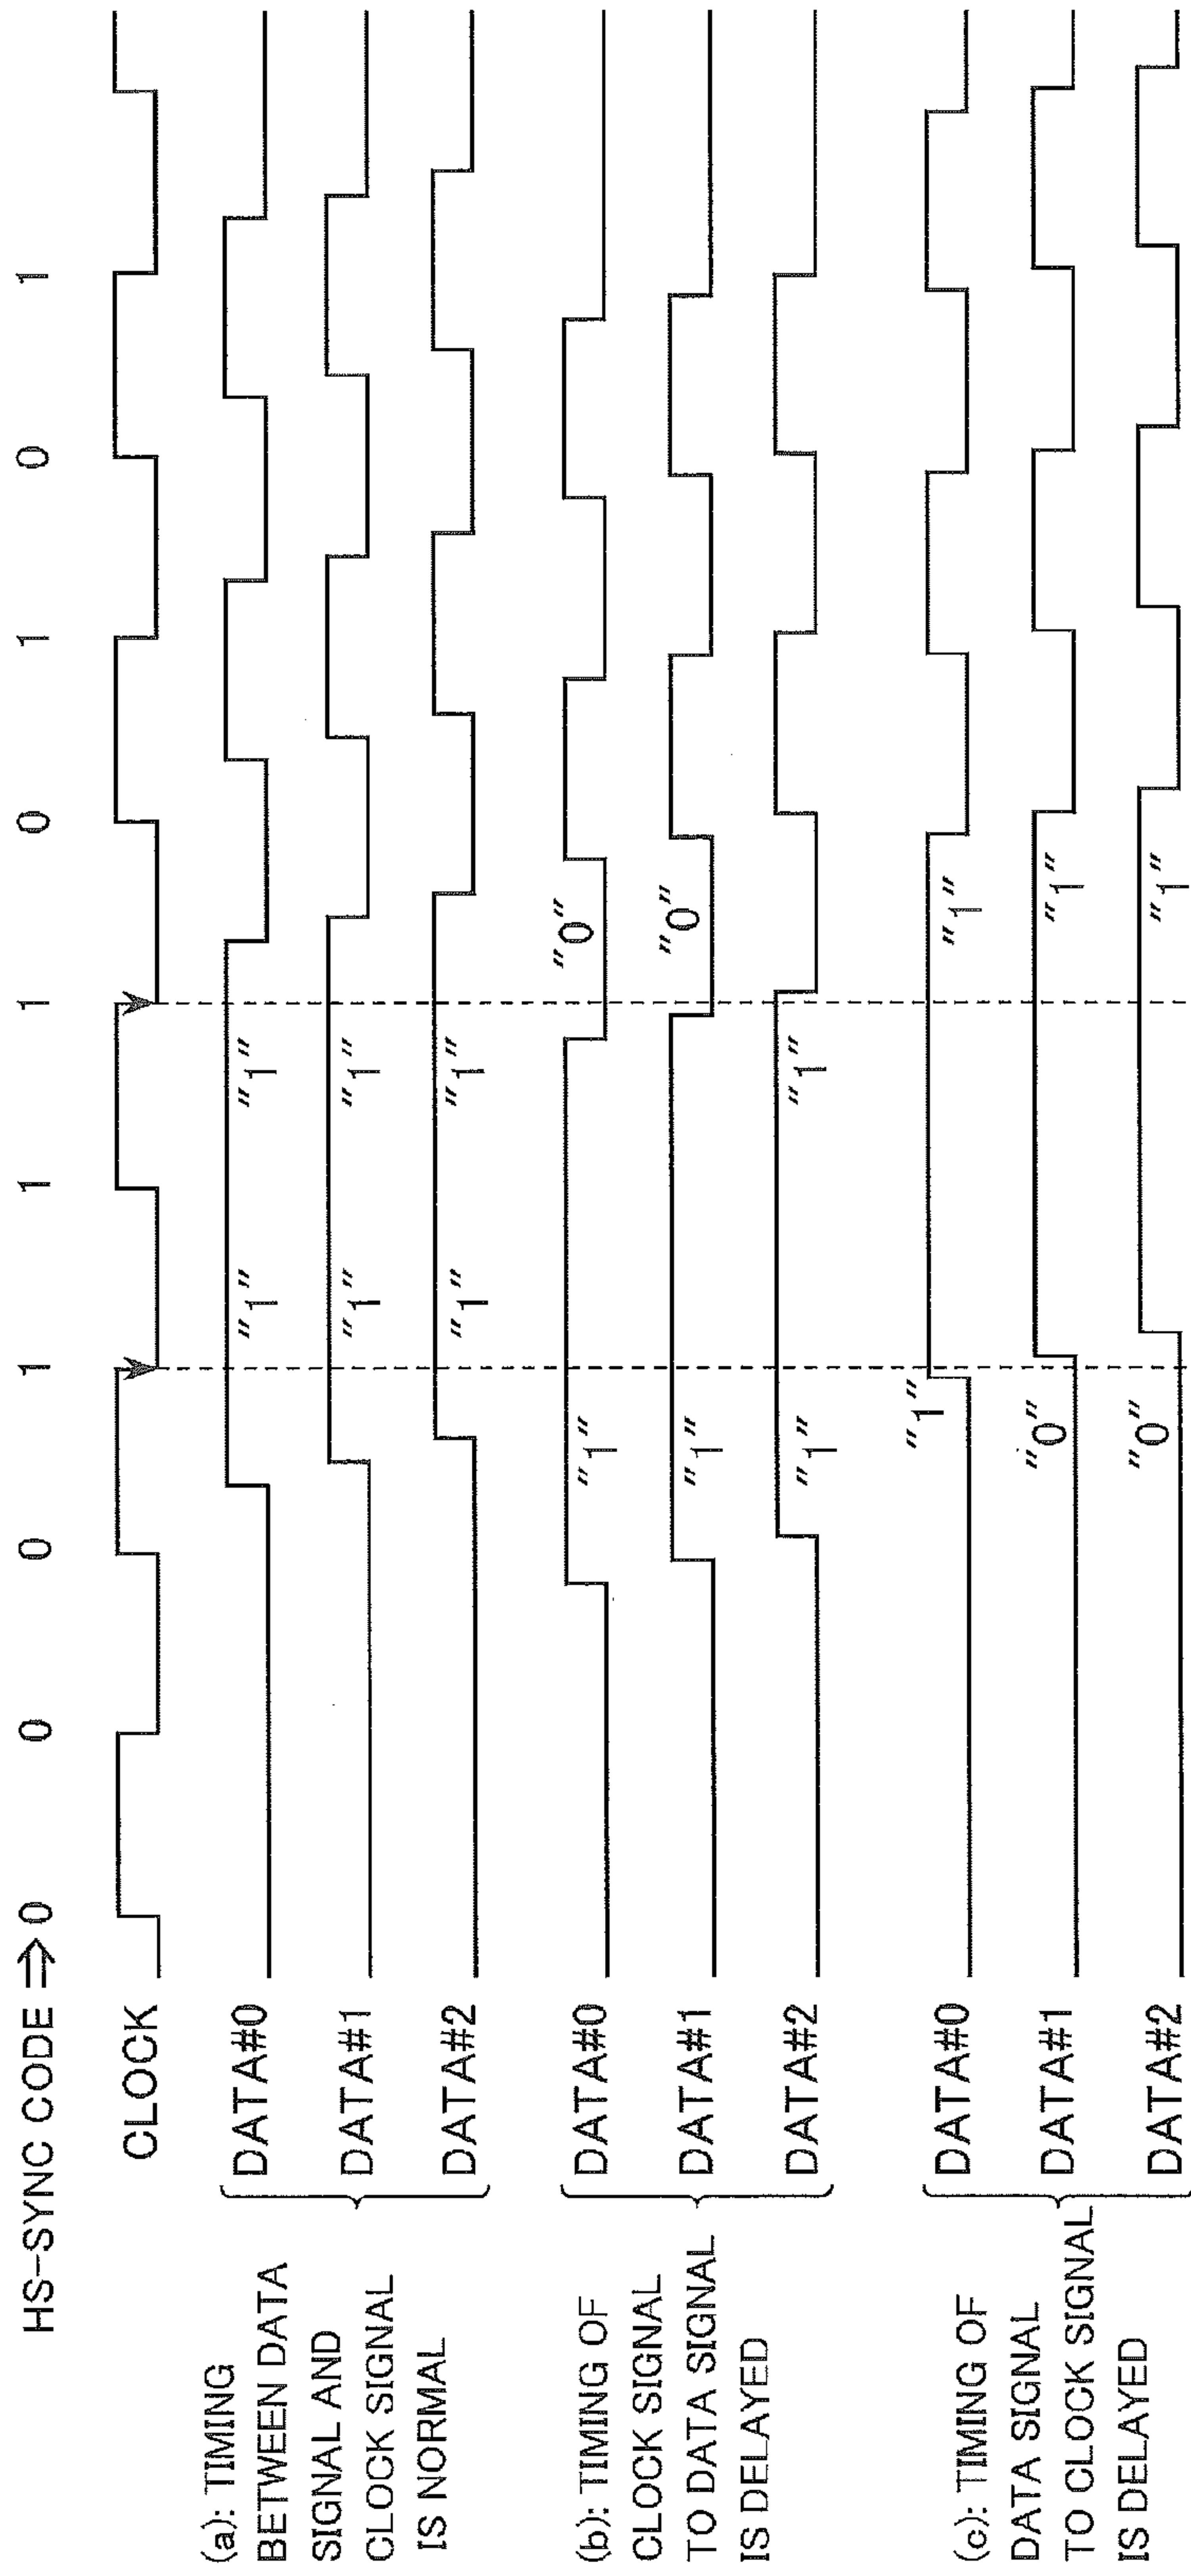 HS-SYNC CODE ⇒ 0 0 0 1 1 1 0 1 0 1
CLOCK
(a): TIMING
BETWEEN DATA
SIGNAL AND
CLOCK SIGNAL
IS NORMAL
DATA#0 "1" "1"
DATA#1 "1" "1"
DATA#2 "1" "1"
(b): TIMING OF
CLOCK SIGNAL
TO DATA SIGNAL
IS DELAYED
DATA#0 "1" "0"
DATA#1 "1" "0"
DATA#2 "1" "1"
(c): TIMING OF
DATA SIGNAL
TO CLOCK SIGNAL
IS DELAYED
DATA#0 "1" "1"
DATA#1 "0" "1"
DATA#2 "0" "1"